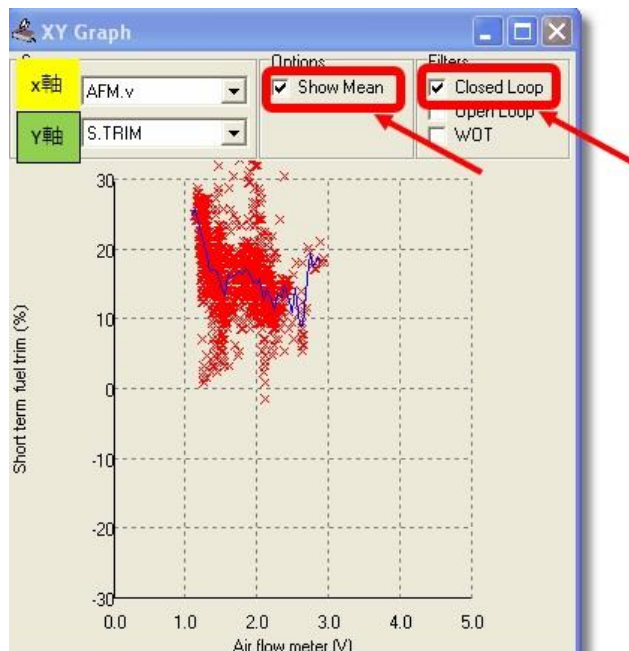 XY Graph
Options
Filters
x軸
AFM.v
Show Mean
Closed Loop
Open Loop
Y軸
S.TRIM
WOT
30
20
10
0
-10
-20
-30
Short term fuel trim (%)
0.0 1.0 2.0 3.0 4.0 5.0
Air flow meter (V)